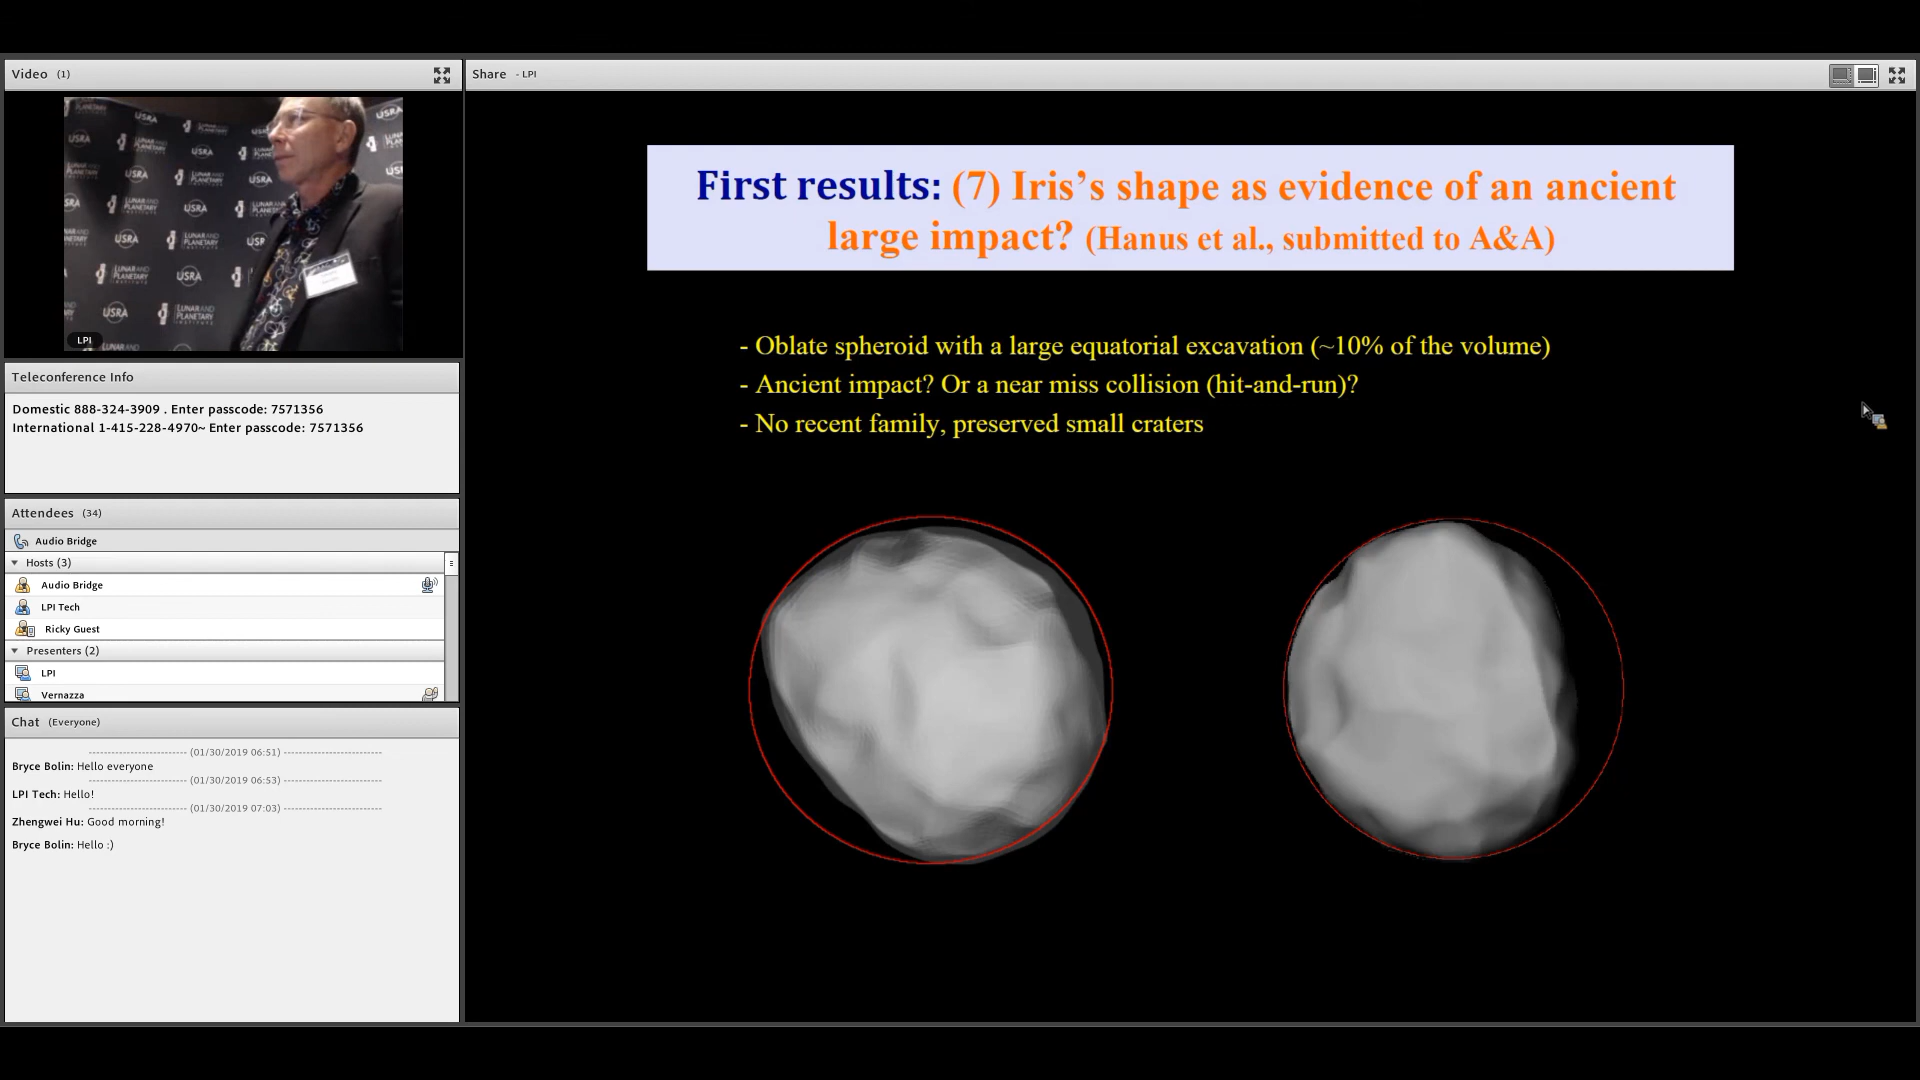 Video (1)
USRA
LUNAR AND PLANETARY INSTITUTE
LPI
Teleconference Info
Domestic 888-324-3909 . Enter passcode: 7571356
International 1-415-228-4970~ Enter passcode: 7571356
Attendees (34)
Audio Bridge
Hosts (3)
Audio Bridge
LPI Tech
Ricky Guest
Presenters (2)
LPI
Vernazza
Chat (Everyone)
------------------------- (01/30/2019 06:51) -------------------------
Bryce Bolin: Hello everyone
------------------------- (01/30/2019 06:53) -------------------------
LPI Tech: Hello!
------------------------- (01/30/2019 07:03) -------------------------
Zhengwei Hu: Good morning!
Bryce Bolin: Hello :)
Share - LPI
First results: (7) Iris’s shape as evidence of an ancient
large impact? (Hanus et al., submitted to A&A)
- Oblate spheroid with a large equatorial excavation (~10% of the volume)
- Ancient impact? Or a near miss collision (hit-and-run)?
- No recent family, preserved small craters